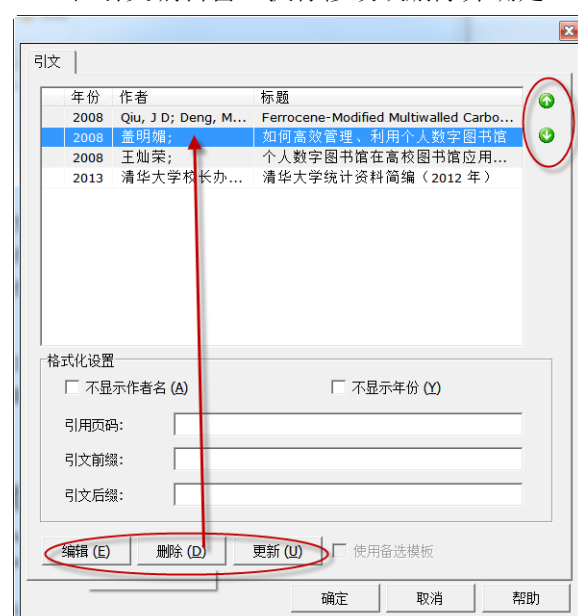 引文
年份 作者 标题
2008 Qiu, J D; Deng, M... Ferrocene-Modified Multiwalled Carbo...
2008 盖明媚; 如何高效管理、利用个人数字图书馆
2008 王灿荣; 个人数字图书馆在高校图书馆应用...
2013 清华大学校长办... 清华大学统计资料简编（2012 年）
格式化设置
不显示作者名 (A) 不显示年份 (Y)
引用页码:
引文前缀:
引文后缀:
编辑 (E) 删除 (D) 更新 (U) 使用备选模板
确定 取消 帮助